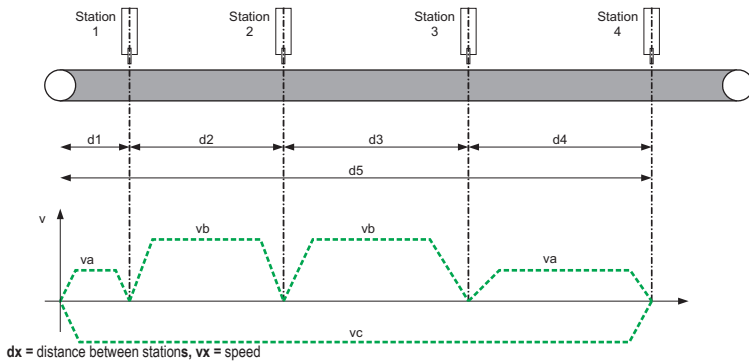 Station
1
Station
2
Station
3
Station
4
d1
d2
d3
d4
d5
v
va
vb
vb
va
vc
dx = distance between stations, vx = speed